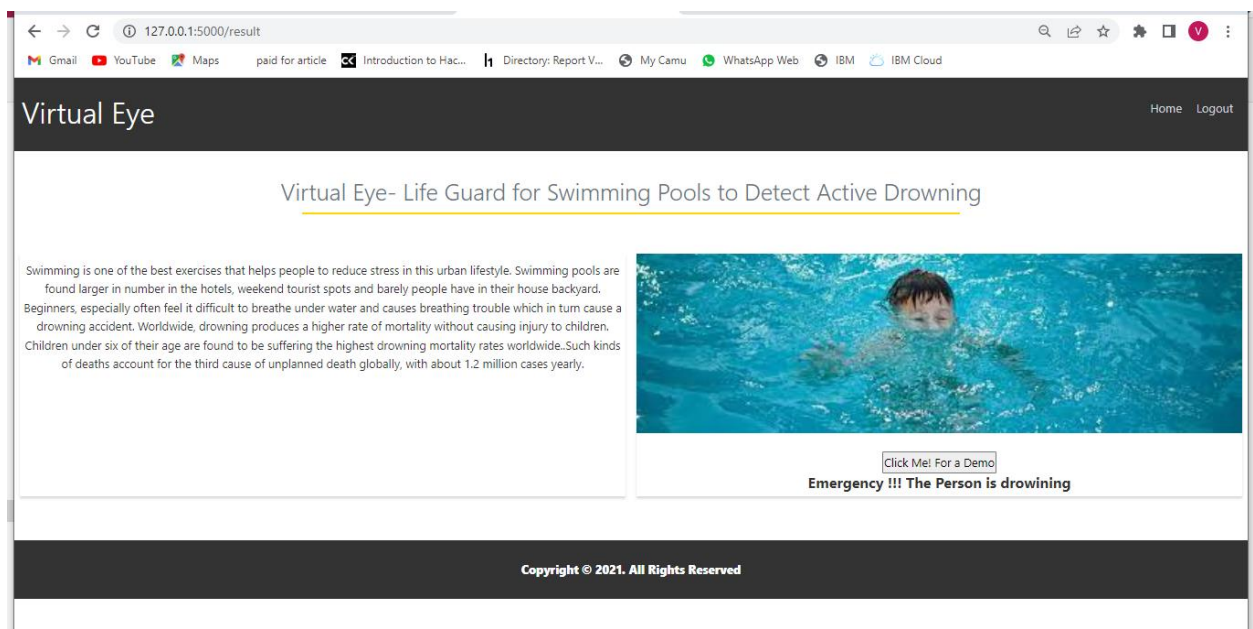 127.0.0.1:5000/result
V
Gmail YouTube Maps paid for article CC Introduction to Hac... h Directory: Report V... My Camu WhatsApp Web IBM IBM Cloud
Virtual Eye
Home Logout
Virtual Eye- Life Guard for Swimming Pools to Detect Active Drowning
Swimming is one of the best exercises that helps people to reduce stress in this urban lifestyle. Swimming pools are
found larger in number in the hotels, weekend tourist spots and barely people have in their house backyard.
Beginners, especially often feel it difficult to breathe under water and causes breathing trouble which in turn cause a
drowning accident. Worldwide, drowning produces a higher rate of mortality without causing injury to children.
Children under six of their age are found to be suffering the highest drowning mortality rates worldwide..Such kinds
of deaths account for the third cause of unplanned death globally, with about 1.2 million cases yearly.
Click Me! For a Demo
Emergency !!! The Person is drowining
Copyright © 2021. All Rights Reserved